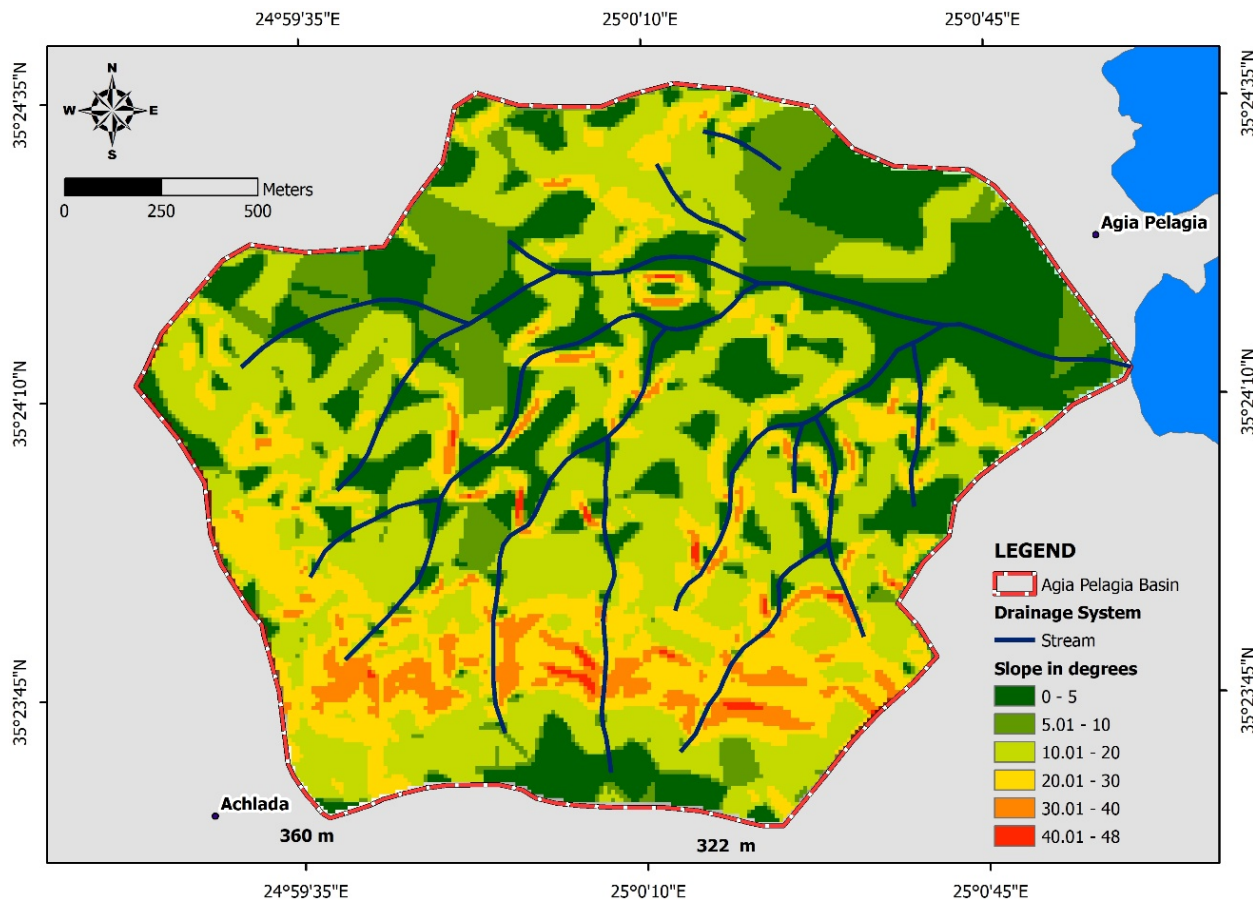 24°59'35"E 25°0'10"E 25°0'45"E
35°24'35"N 35°24'35"N
N
W E
S
Meters
0 250 500
Agia Pelagia
35°24'10"N 35°24'10"N
LEGEND
Agia Pelagia Basin
Drainage System
Stream
Slope in degrees
0 - 5
5.01 - 10
10.01 - 20
20.01 - 30
30.01 - 40
40.01 - 48
35°23'45"N 35°23'45"N
Achlada
360 m
322 m
24°59'35"E 25°0'10"E 25°0'45"E